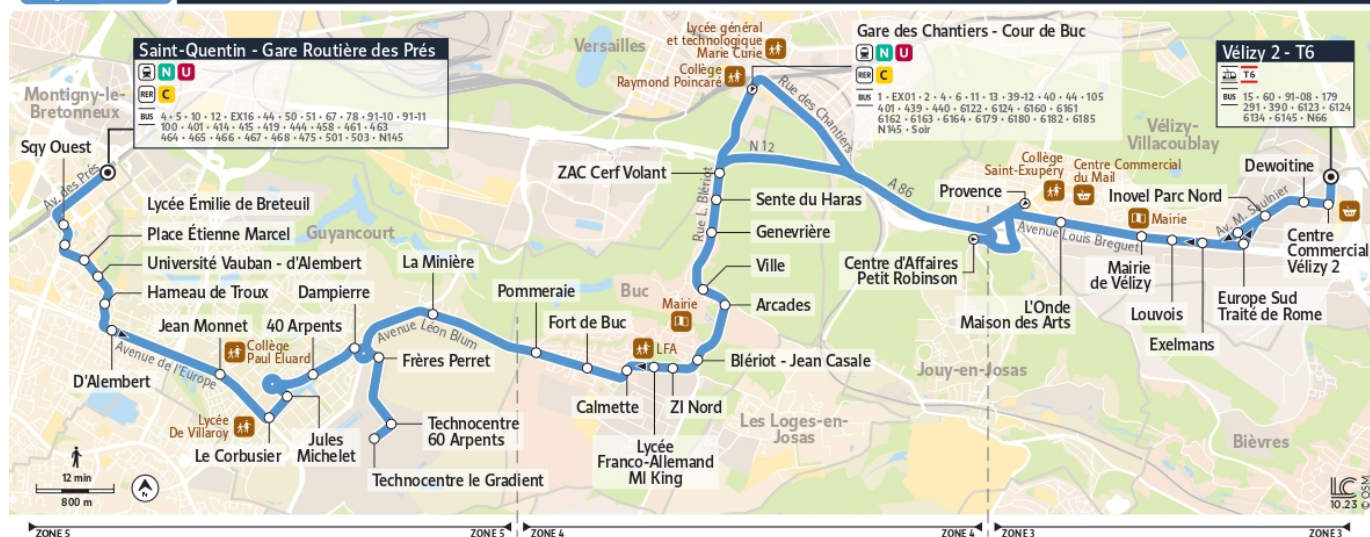 Saint-Quentin - Gare Routière des Prés
N U
RER C
BUS 4 • 5 • 10 • 12 • EX16 • 44 • 50 • 51 • 67 • 78 • 91-10 • 91-11
100 • 401 • 414 • 415 • 419 • 444 • 458 • 461 • 463
464 • 465 • 466 • 467 • 468 • 475 • 501 • 503 • N145
Gare des Chantiers - Cour de Buc
N U
RER C
BUS 1 • EX01 • 2 • 4 • 6 • 11 • 13 • 39-12 • 40 • 44 • 105
401 • 439 • 440 • 6122 • 6124 • 6160 • 6161
6162 • 6163 • 6164 • 6179 • 6180 • 6182 • 6185
N145 • Soir
Vélizy 2 - T6
T6
BUS 15 • 60 • 91-08 • 179
291 • 390 • 6123 • 6124
6134 • 6145 • N66
Versailles
Lycée général
et technologique
Marie Curie
Collège
Raymond Poincaré
Rue des Chantiers
Montigny-le-
Bretonneux
Sqy Ouest
Av. des Prés
Lycée Émilie de Breteuil
Place Étienne Marcel
Université Vauban - d'Alembert
Hameau de Troux
D'Alembert
Guyancourt
Avenue de l'Europe
Jean Monnet
Collège
Paul Éluard
Lycée
De Villaroy
Le Corbusier
Jules
Michelet
40 Arpents
Dampierre
La Minière
Avenue Léon Blum
Frères Perret
Technocentre
60 Arpents
Technocentre le Gradient
Pommeraie
Fort de Buc
Calmette
LFA
Lycée
Franco-Allemand
Ml King
ZI Nord
Blériot - Jean Casale
Buc
Mairie
Arcades
Ville
Genevrière
Sente du Haras
ZAC Cerf Volant
Rue L. Blériot
N 12
A 86
Les Loges-en-
Josas
Jouy-en-Josas
Centre d'Affaires
Petit Robinson
Provence
Collège
Saint-Exupéry
Centre Commercial
du Mail
Vélizy-
Villacoublay
Avenue Louis Breguet
L'Onde
Maison des Arts
Mairie
Mairie
de Vélizy
Louvois
Exelmans
Europe Sud
Traité de Rome
Inovel Parc Nord
Av. M. Saulnier
Dewoitine
Centre
Commercial
Vélizy 2
Bièvres
12 min
800 m
N
LC
10.23
© OSM
ZONE 5
ZONE 5
ZONE 4
ZONE 4
ZONE 3
ZONE 3